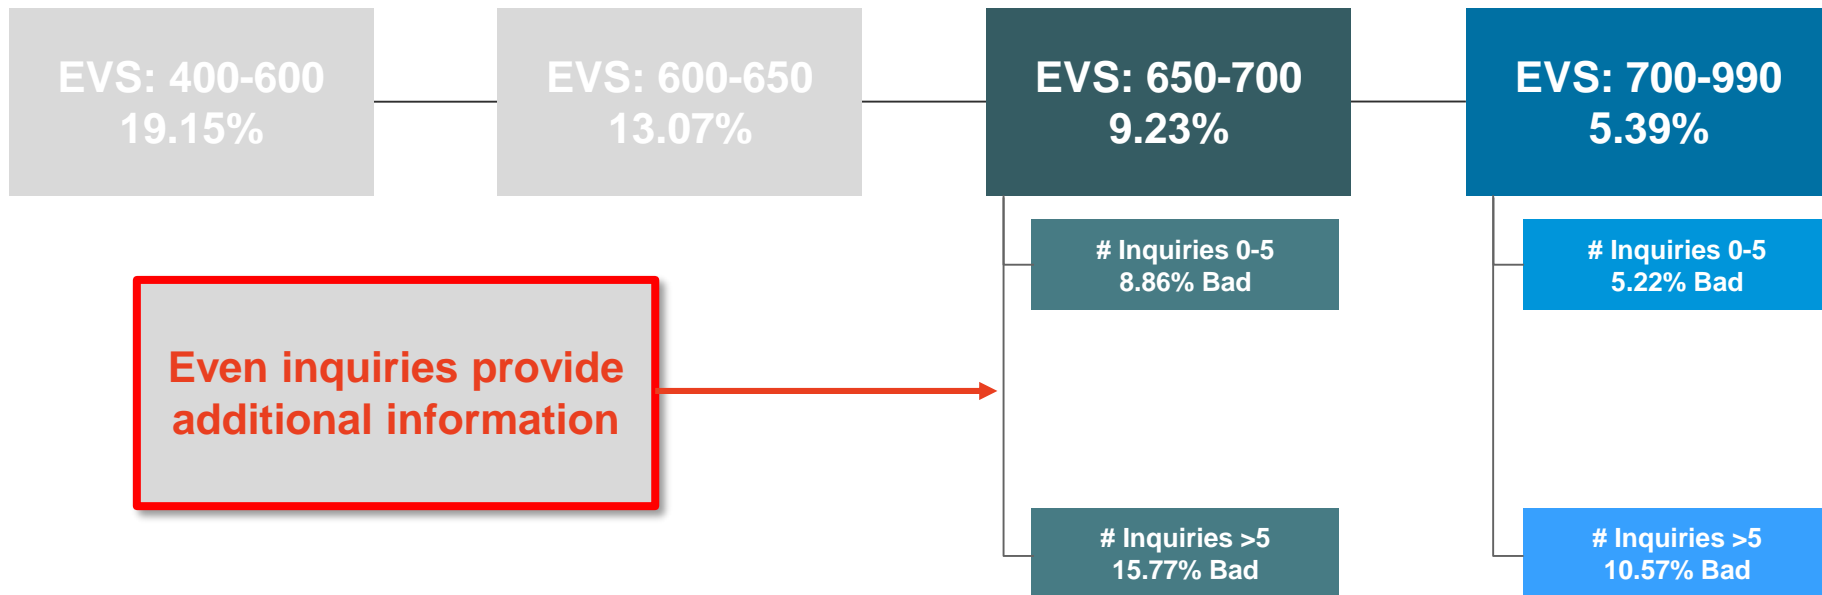 EVS: 400-600
19.15%
EVS: 600-650
13.07%
EVS: 650-700
9.23%
EVS: 700-990
5.39%
# Inquiries 0-5
8.86% Bad
# Inquiries 0-5
5.22% Bad
Even inquiries provide
additional information
# Inquiries >5
15.77% Bad
# Inquiries >5
10.57% Bad